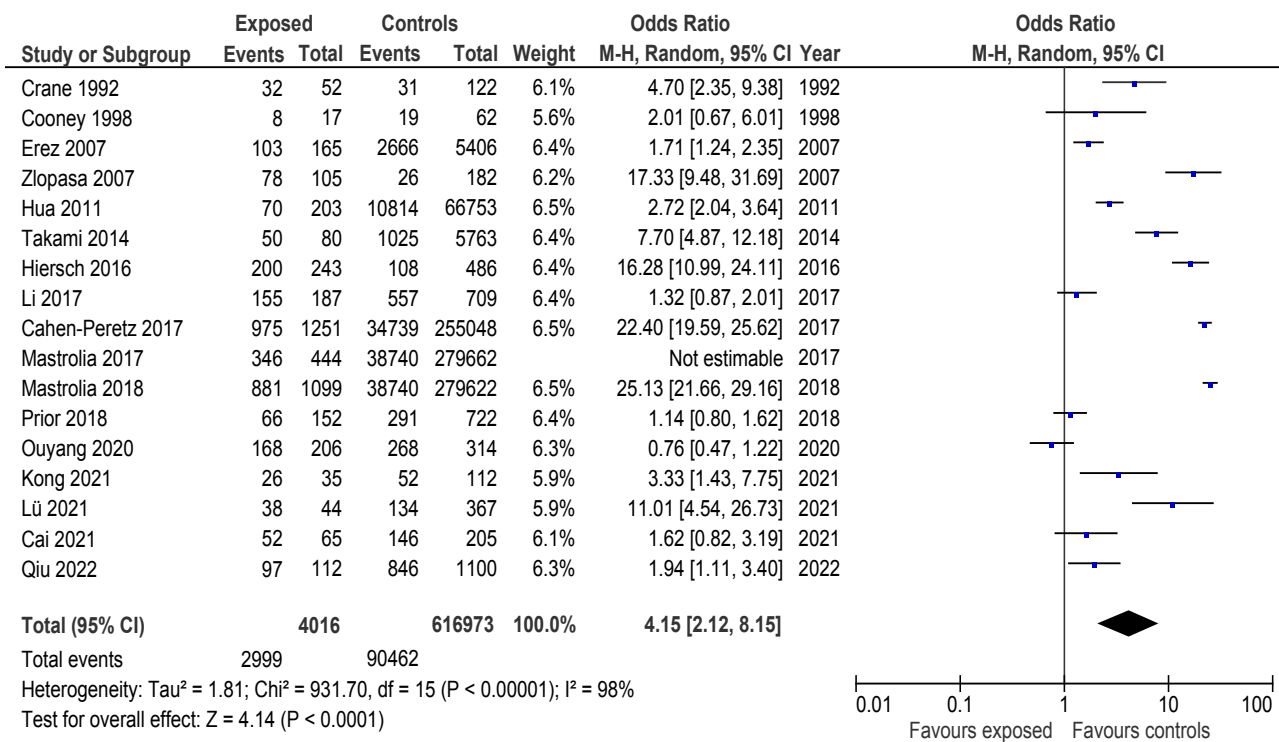 Exposed Controls Odds Ratio Odds Ratio
Study or Subgroup Events Total Events Total Weight M-H, Random, 95% CI Year M-H, Random, 95% CI
Crane 1992 32 52 31 122 6.1% 4.70 [2.35, 9.38] 1992
Cooney 1998 8 17 19 62 5.6% 2.01 [0.67, 6.01] 1998
Erez 2007 103 165 2666 5406 6.4% 1.71 [1.24, 2.35] 2007
Zlopasa 2007 78 105 26 182 6.2% 17.33 [9.48, 31.69] 2007
Hua 2011 70 203 10814 66753 6.5% 2.72 [2.04, 3.64] 2011
Takami 2014 50 80 1025 5763 6.4% 7.70 [4.87, 12.18] 2014
Hiersch 2016 200 243 108 486 6.4% 16.28 [10.99, 24.11] 2016
Li 2017 155 187 557 709 6.4% 1.32 [0.87, 2.01] 2017
Cahen-Peretz 2017 975 1251 34739 255048 6.5% 22.40 [19.59, 25.62] 2017
Mastrolia 2017 346 444 38740 279662 Not estimable 2017
Mastrolia 2018 881 1099 38740 279622 6.5% 25.13 [21.66, 29.16] 2018
Prior 2018 66 152 291 722 6.4% 1.14 [0.80, 1.62] 2018
Ouyang 2020 168 206 268 314 6.3% 0.76 [0.47, 1.22] 2020
Kong 2021 26 35 52 112 5.9% 3.33 [1.43, 7.75] 2021
Lü 2021 38 44 134 367 5.9% 11.01 [4.54, 26.73] 2021
Cai 2021 52 65 146 205 6.1% 1.62 [0.82, 3.19] 2021
Qiu 2022 97 112 846 1100 6.3% 1.94 [1.11, 3.40] 2022
Total (95% CI) 4016 616973 100.0% 4.15 [2.12, 8.15]
Total events 2999 90462
Heterogeneity: Tau² = 1.81; Chi² = 931.70, df = 15 (P < 0.00001); I² = 98%
Test for overall effect: Z = 4.14 (P < 0.0001)
0.01 0.1 1 10 100
Favours exposed Favours controls